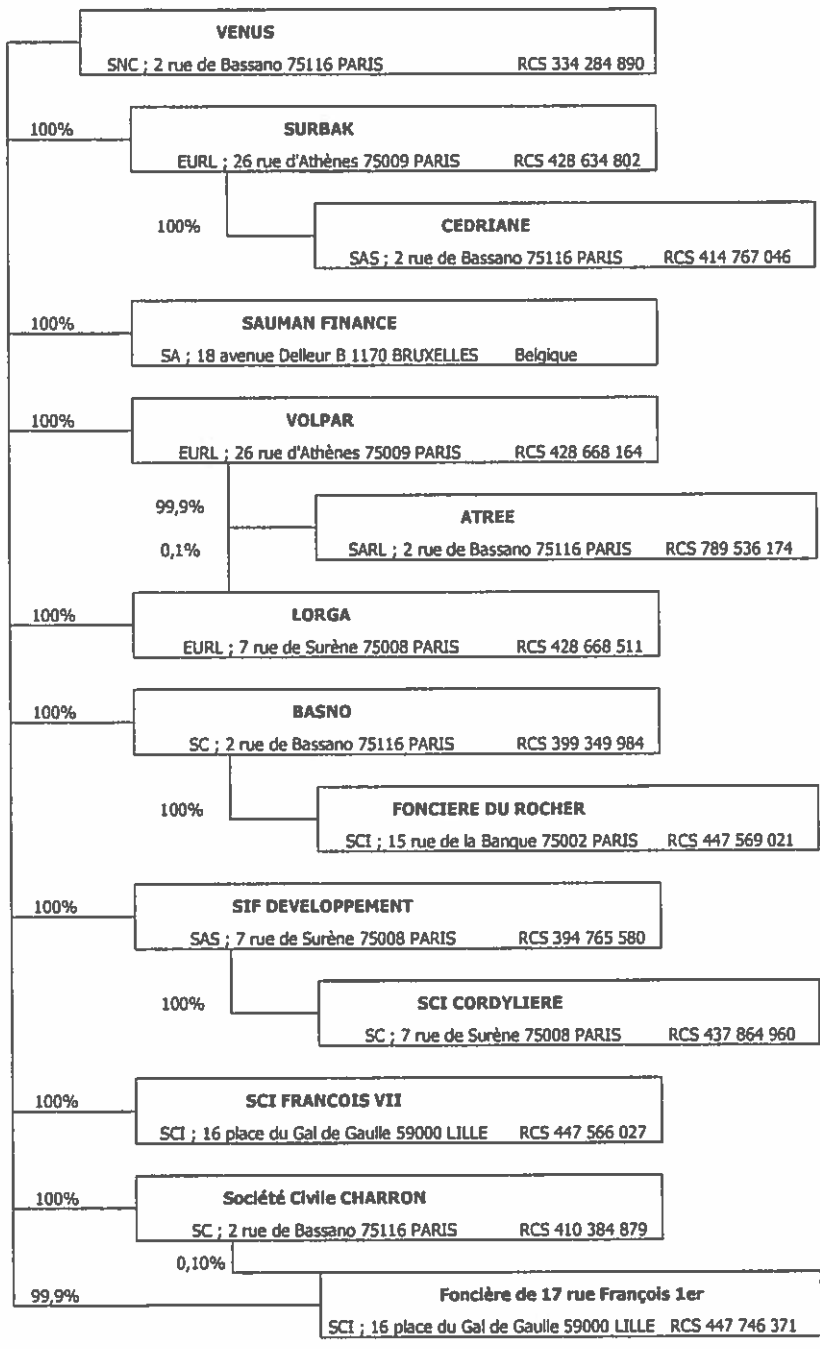 VENUS
SNC ; 2 rue de Bassano 75116 PARIS RCS 334 284 890
100%
SURBAK
EURL ; 26 rue d'Athènes 75009 PARIS RCS 428 634 802
100%
CEDRIANE
SAS ; 2 rue de Bassano 75116 PARIS RCS 414 767 046
100%
SAUMAN FINANCE
SA ; 18 avenue Delleur B 1170 BRUXELLES Belgique
100%
VOLPAR
EURL ; 26 rue d'Athènes 75009 PARIS RCS 428 668 164
99,9%
ATREE
0,1%
SARL ; 2 rue de Bassano 75116 PARIS RCS 789 536 174
100%
LORGA
EURL ; 7 rue de Surène 75008 PARIS RCS 428 668 511
100%
BASNO
SC ; 2 rue de Bassano 75116 PARIS RCS 399 349 984
100%
FONCIERE DU ROCHER
SCI ; 15 rue de la Banque 75002 PARIS RCS 447 569 021
100%
SIF DEVELOPPEMENT
SAS ; 7 rue de Surène 75008 PARIS RCS 394 765 580
100%
SCI CORDYLIERE
SC ; 7 rue de Surène 75008 PARIS RCS 437 864 960
100%
SCI FRANCOIS VII
SCI ; 16 place du Gal de Gaulle 59000 LILLE RCS 447 566 027
100%
Société Civile CHARRON
SC ; 2 rue de Bassano 75116 PARIS RCS 410 384 879
0,10%
99,9%
Foncière de 17 rue François 1er
SCI ; 16 place du Gal de Gaulle 59000 LILLE RCS 447 746 371